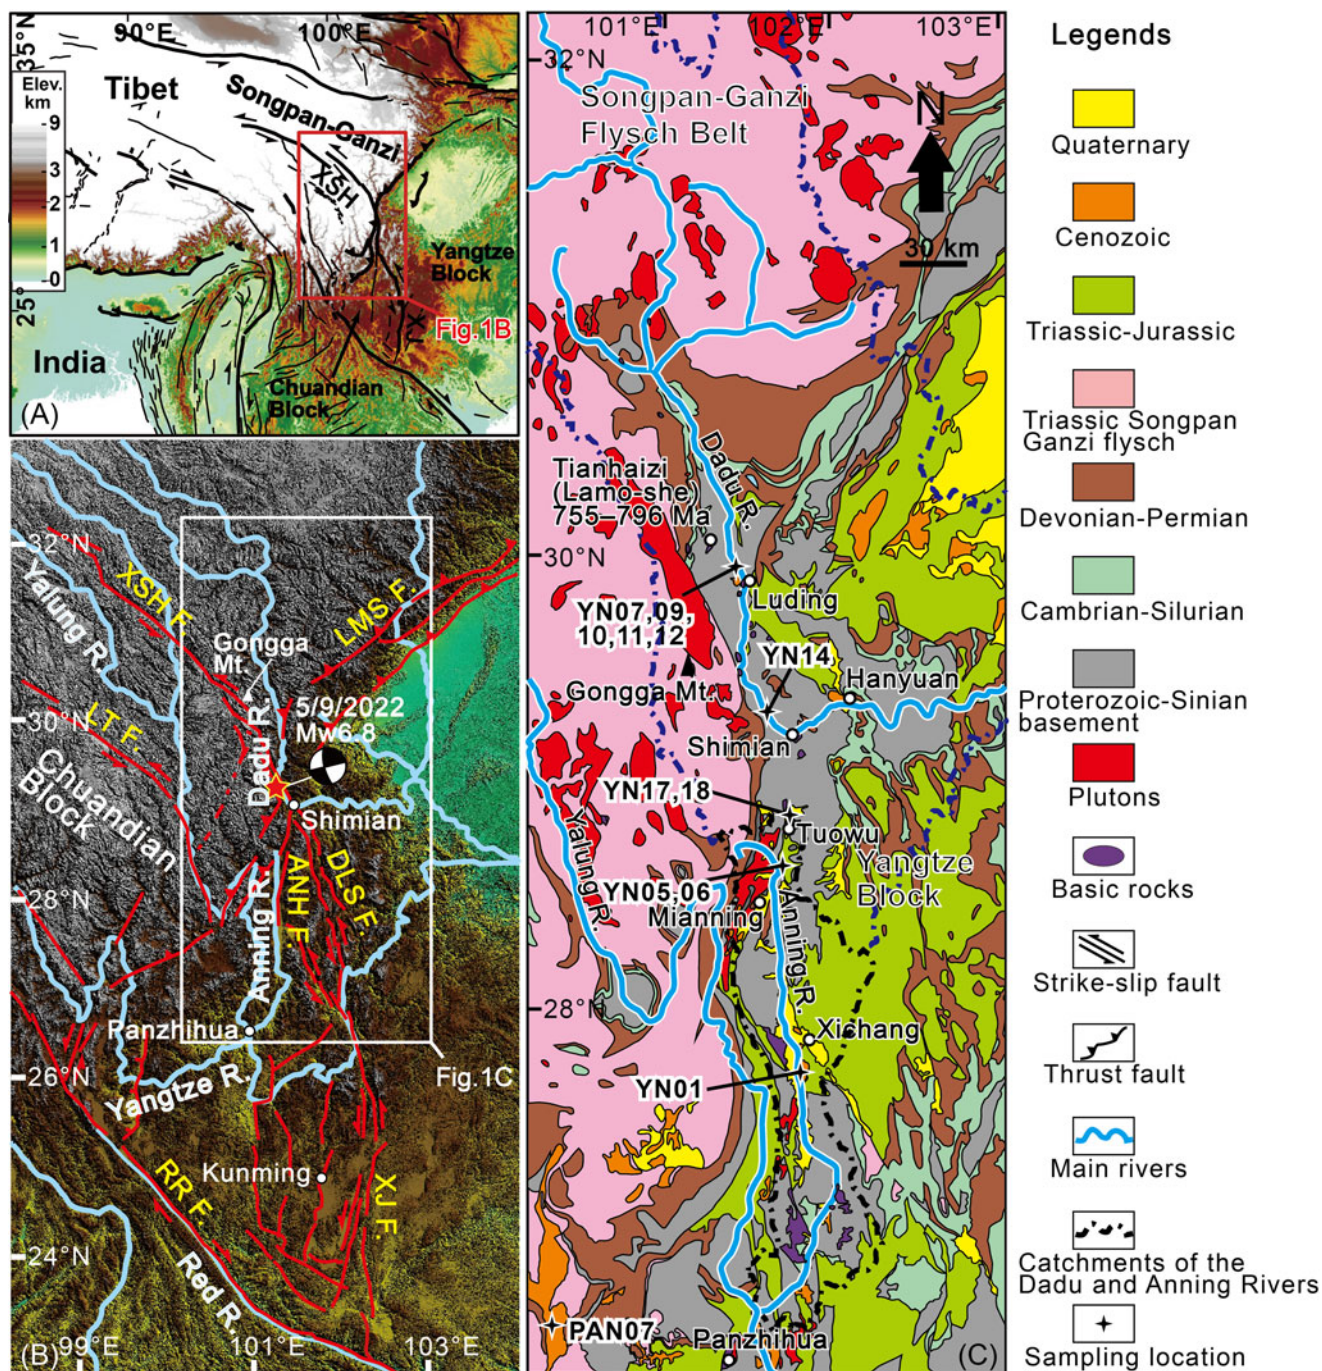 90°E
100°E
35°N
25°N
Elev.
km
9
3
2
1
0
Tibet
Songpan-Ganzi
XSH
Yangtze
Block
XJ
Fig.1B
India
Chuandian
Block
(A)
32°N
30°N
28°N
26°N
24°N
99°E
101°E
103°E
Yalung R.
XSH F.
LMS F.
Gongga
Mt.
Dadu R.
5/9/2022
Mw6.8
LT F.
Chuandian
Block
Shimian
ANH F.
DLS F.
Anning R.
Panzhihua
Yangtze R.
Fig.1C
Kunming
RR F.
XJ F.
Red R.
(B)
101°E
102°E
103°E
32°N
30°N
28°N
Songpan-Ganzi
Flysch Belt
N
30 km
Dadu R.
Tianhaizi
(Lamo-she)
755–796 Ma
Luding
YN07,09,
10,11,12
YN14
Hanyuan
Gongga Mt.
Shimian
YN17,18
Tuowu
Yangtze
Block
YN05,06
Mianning
Yalung R.
Anning R.
Xichang
YN01
PAN07
Panzhihua
(C)
Legends
Quaternary
Cenozoic
Triassic-Jurassic
Triassic Songpan
Ganzi flysch
Devonian-Permian
Cambrian-Silurian
Proterozoic-Sinian
basement
Plutons
Basic rocks
Strike-slip fault
Thrust fault
Main rivers
Catchments of the
Dadu and Anning Rivers
Sampling location